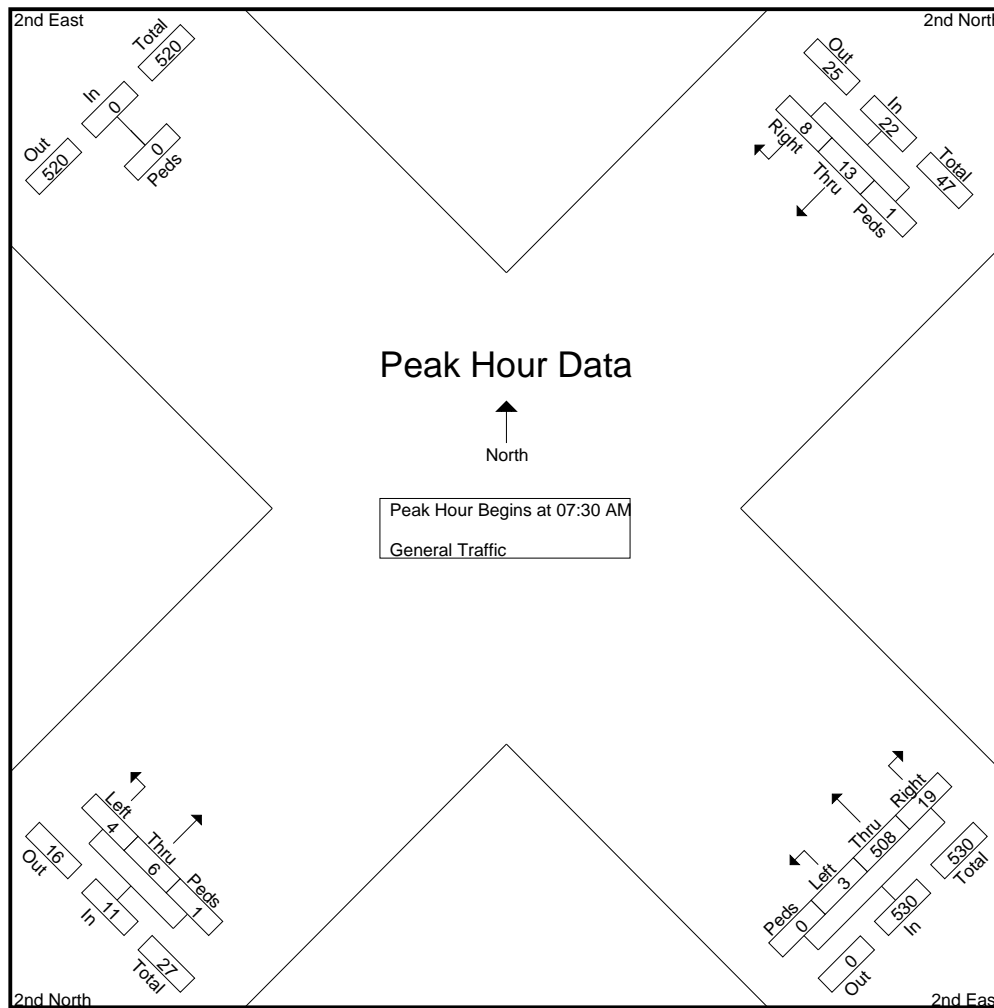 2nd East
2nd North
Total
520
In
0
Out
520
0
Peds
Out
25
In
22
Total
47
8
13
1
Right
Thru
Peds
Peak Hour Data
North
Peak Hour Begins at 07:30 AM
General Traffic
Left
Thru
Peds
4
6
1
16
Out
11
In
27
Total
Right
Thru
Left
Peds
19
508
3
0
530
Total
530
In
0
Out
2nd North
2nd East